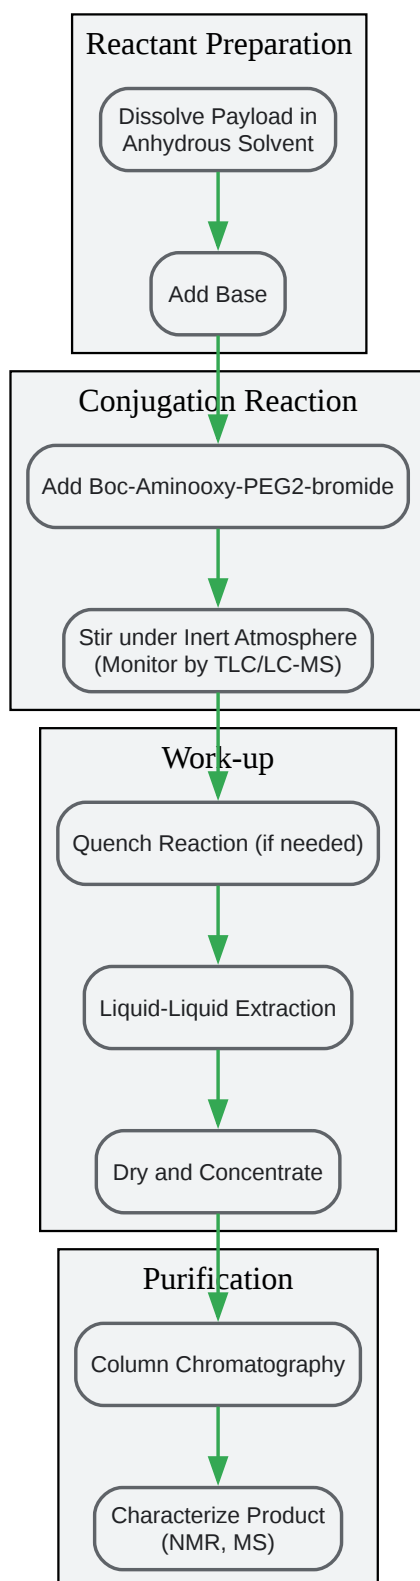 Reactant Preparation
Dissolve Payload in
Anhydrous Solvent
Add Base
Conjugation Reaction
Add Boc-Aminooxy-PEG2-bromide
Stir under Inert Atmosphere
(Monitor by TLC/LC-MS)
Work-up
Quench Reaction (if needed)
Liquid-Liquid Extraction
Dry and Concentrate
Purification
Column Chromatography
Characterize Product
(NMR, MS)